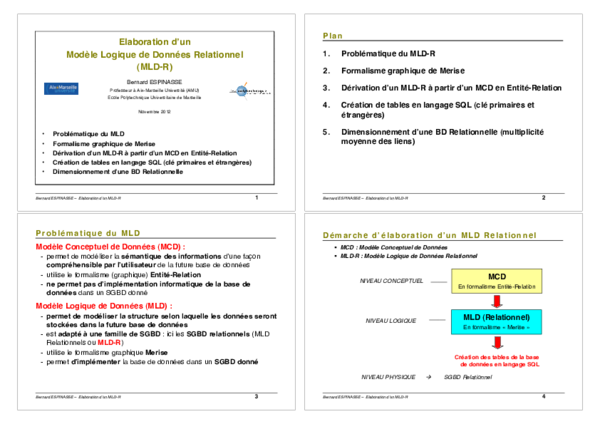 Elaboration d'un
Modèle Logique de Données Relationnel
(MLD-R)
Bernard ESPINASSE
Professeur à Aix-Marseille Université (AMU)
École Polytechnique Universitaire de Marseille
Aix-Marseille
Novembre 2012
• Problématique du MLD
• Formalisme graphique de Merise
• Dérivation d'un MLD-R à partir d'un MCD en Entité-Relation
• Création de tables en langage SQL (clé primaires et étrangères)
• Dimensionnement d'une BD Relationnelle
Bernard ESPINASSE – Elaboration d'un MLD-R 1
Plan
1. Problématique du MLD-R
2. Formalisme graphique de Merise
3. Dérivation d'un MLD-R à partir d'un MCD en Entité-Relation
4. Création de tables en langage SQL (clé primaires et
étrangères)
5. Dimensionnement d'une BD Relationnelle (multiplicité
moyenne des liens)
Bernard ESPINASSE – Elaboration d'un MLD-R 2
Problématique du MLD
Modèle Conceptuel de Données (MCD) :
- permet de modéliser la sémantique des informations d'une façon
compréhensible par l'utilisateur de la future base de données
- utilise le formalisme (graphique) Entité-Relation
- ne permet pas d'implémentation informatique de la base de
données dans un SGBD donné
Modèle Logique de Données (MLD) :
- permet de modéliser la structure selon laquelle les données seront
stockées dans la future base de données
- est adapté à une famille de SGBD : ici les SGBD relationnels (MLD
Relationnels ou MLD-R)
- utilise le formalisme graphique Merise
- permet d'implémenter la base de données dans un SGBD donné
Bernard ESPINASSE – Elaboration d'un MLD-R 3
Démarche d'élaboration d'un MLD Relationnel
• MCD : Modèle Conceptuel de Données
• MLD-R : Modèle Logique de Données Relationnel
NIVEAU CONCEPTUEL
MCD
En formalisme Entité-Relation
NIVEAU LOGIQUE
MLD (Relationnel)
En formalisme « Merise »
Création des tables de la base
de données en langage SQL
NIVEAU PHYSIQUE → SGBD Relationnel
Bernard ESPINASSE – Elaboration d'un MLD-R 4